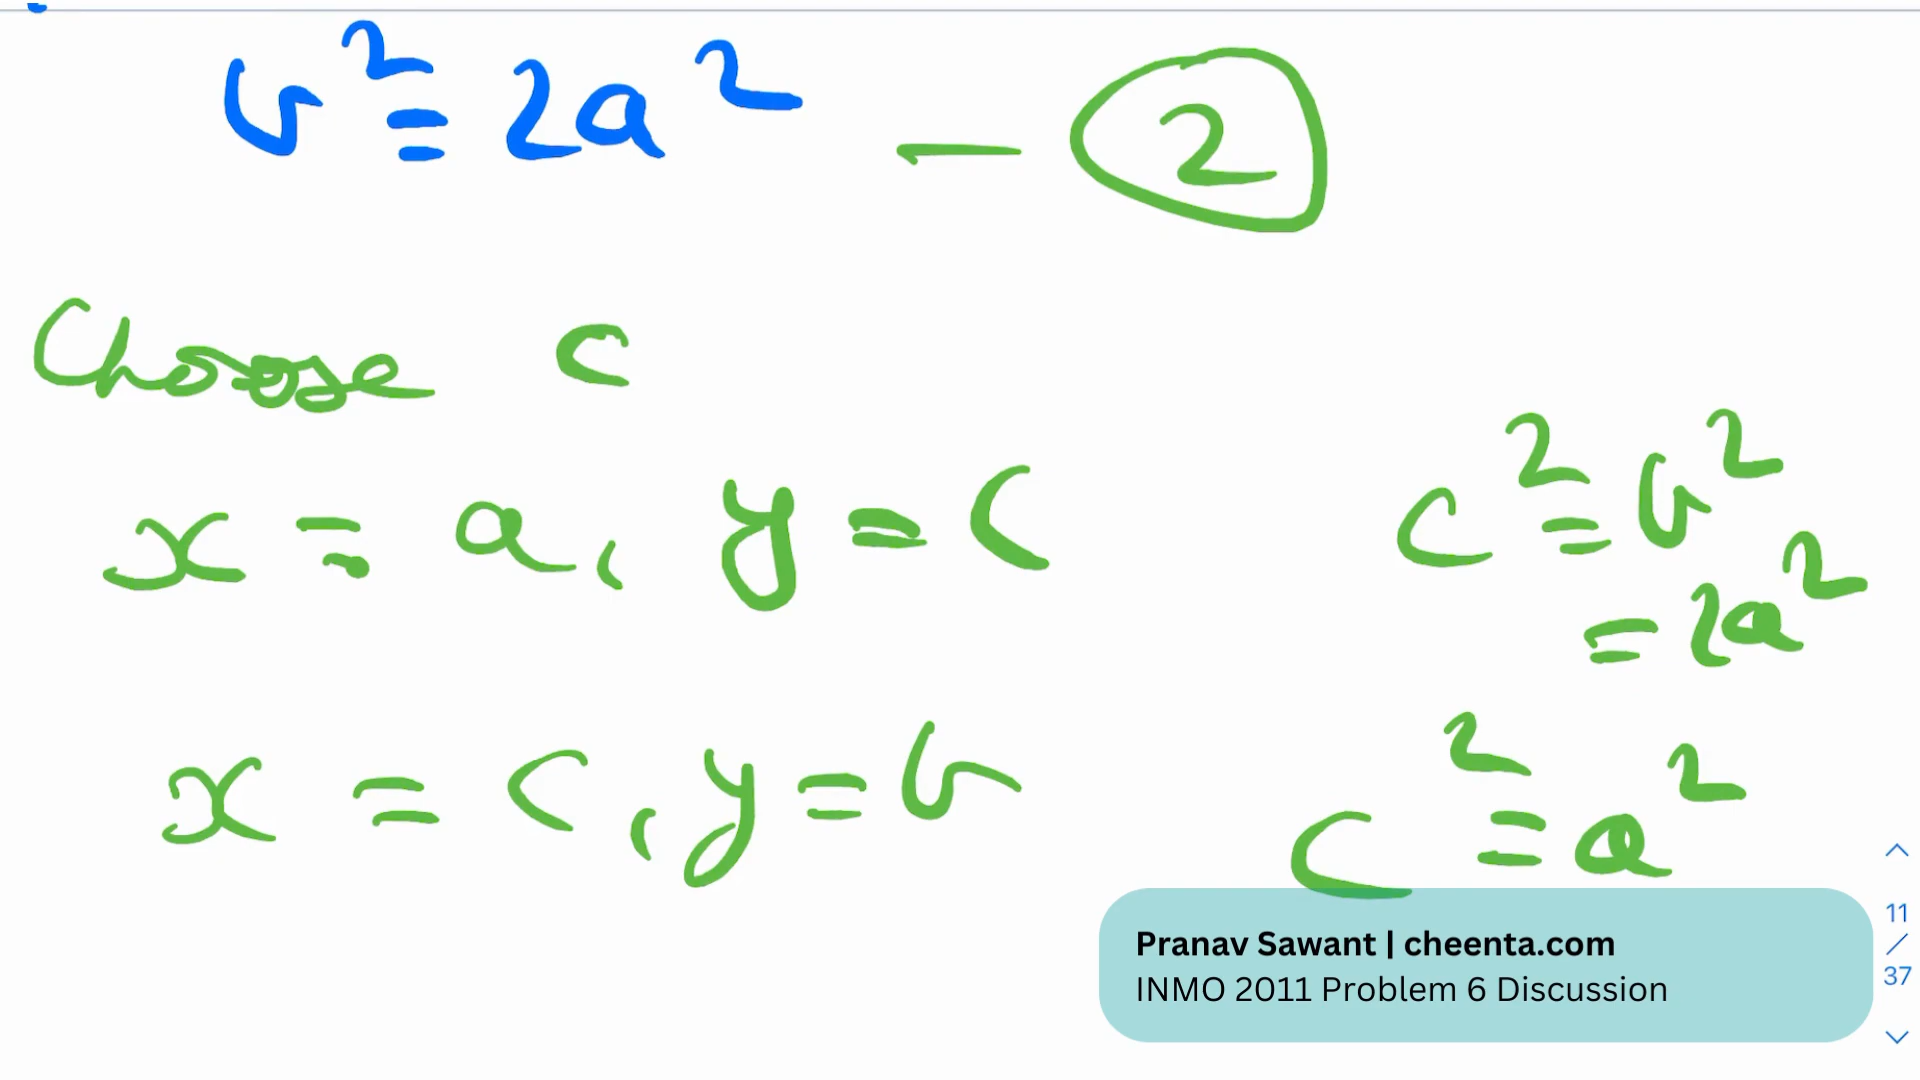 b² = 2a² — 2
Choose c
x = a, y = c
c² = b²
= 2a²
x = c, y = b
c² = a²
Pranav Sawant | cheenta.com
INMO 2011 Problem 6 Discussion
11
/
37